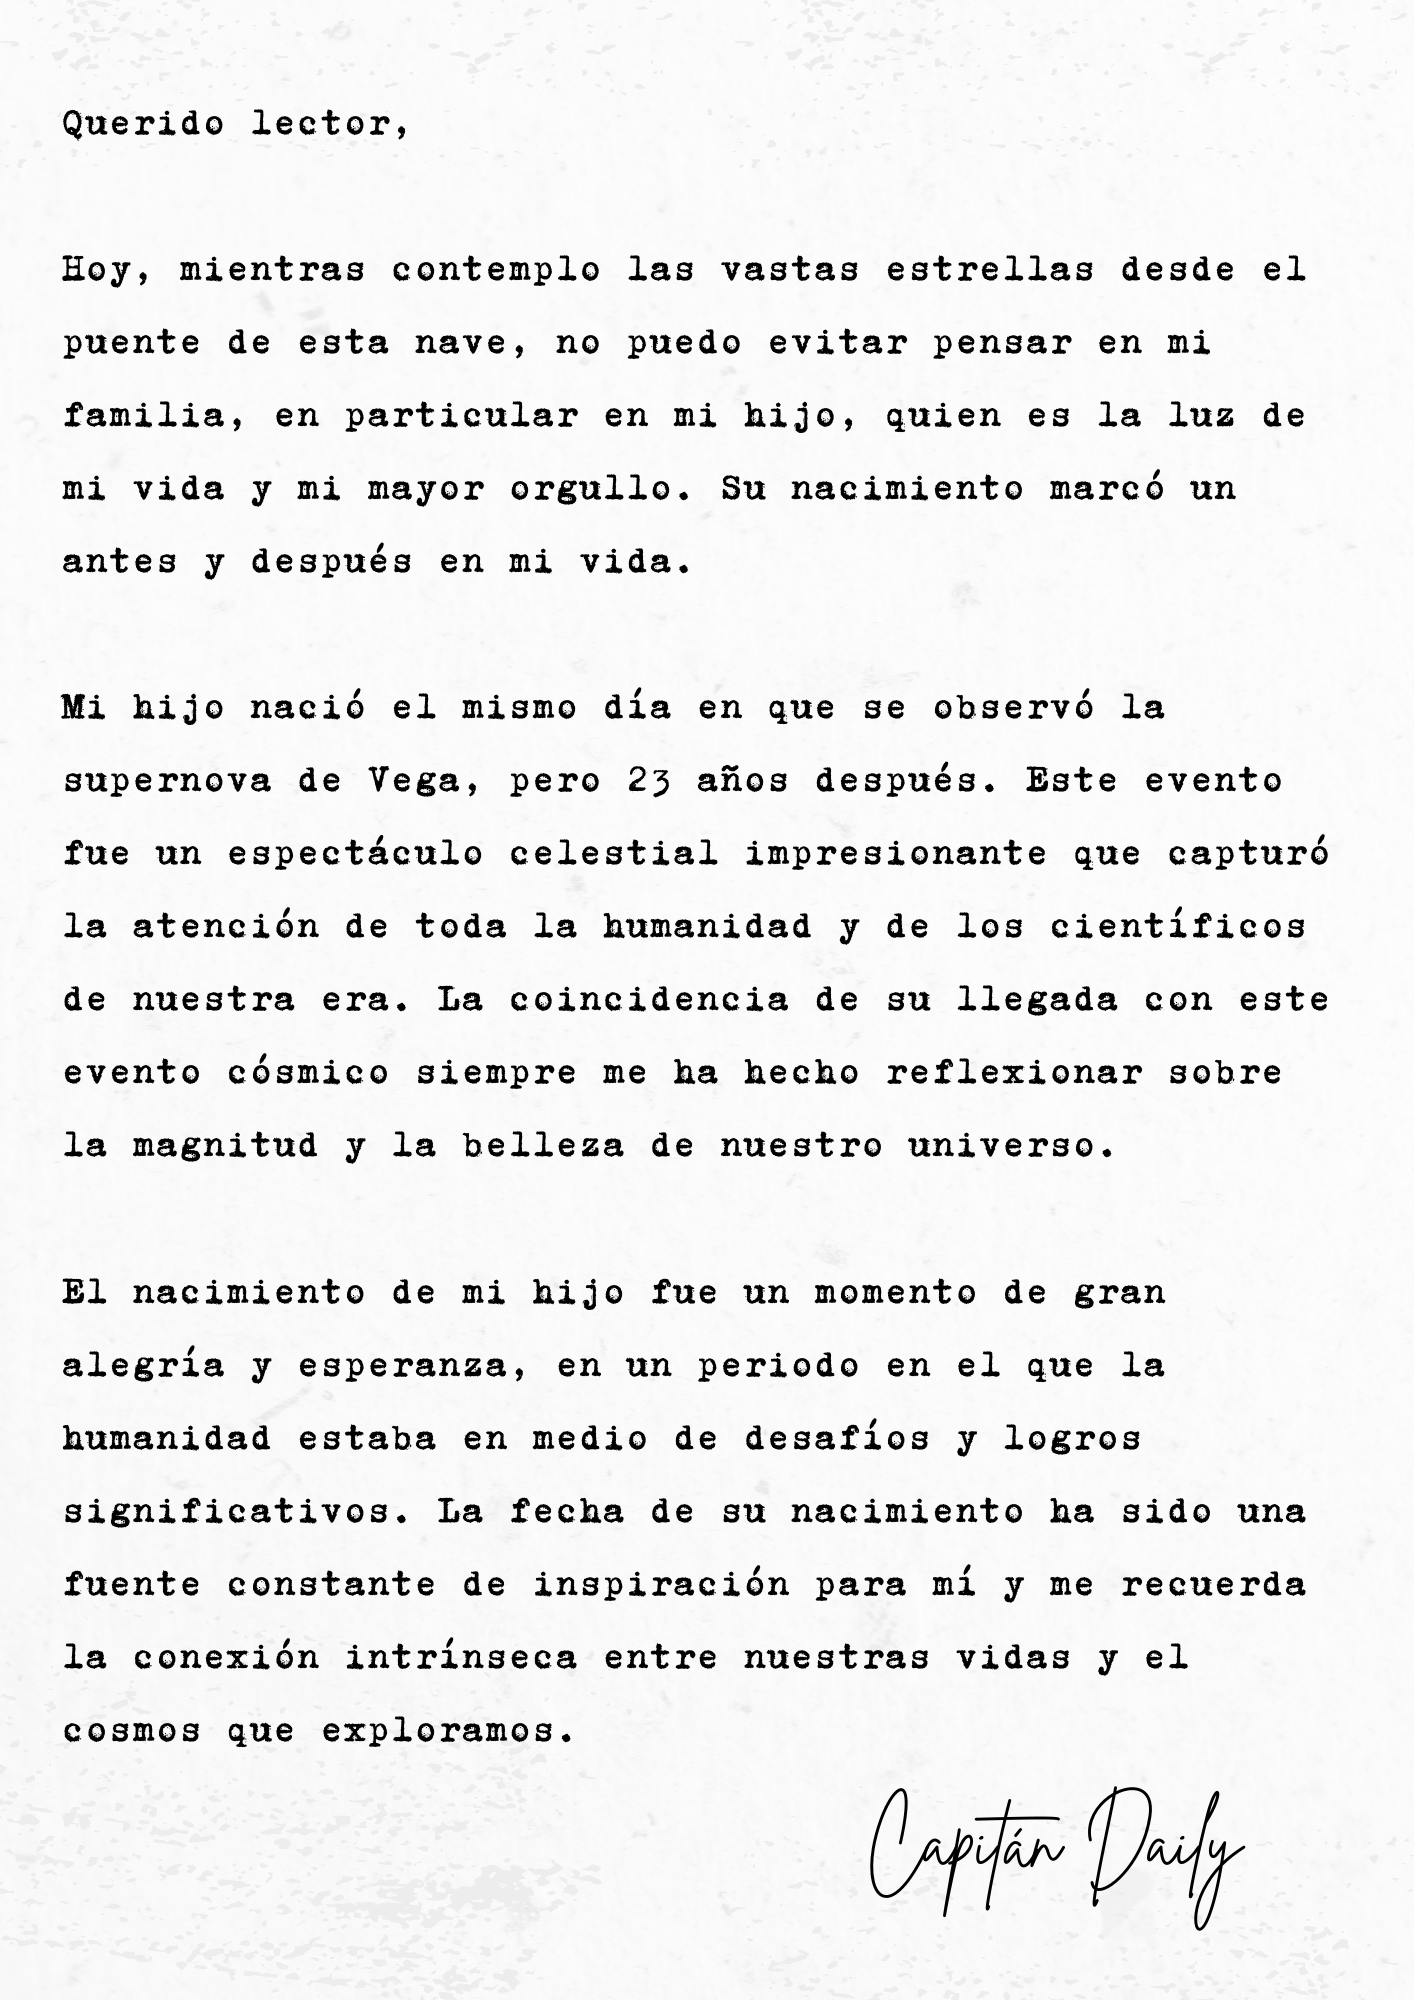 Querido lector,
Hoy, mientras contemplo las vastas estrellas desde el
puente de esta nave, no puedo evitar pensar en mi
familia, en particular en mi hijo, quien es la luz de
mi vida y mi mayor orgullo. Su nacimiento marcó un
antes y después en mi vida.
Mi hijo nació el mismo día en que se observó la
supernova de Vega, pero 23 años después. Este evento
fue un espectáculo celestial impresionante que capturó
la atención de toda la humanidad y de los científicos
de nuestra era. La coincidencia de su llegada con este
evento cósmico siempre me ha hecho reflexionar sobre
la magnitud y la belleza de nuestro universo.
El nacimiento de mi hijo fue un momento de gran
alegría y esperanza, en un periodo en el que la
humanidad estaba en medio de desafíos y logros
significativos. La fecha de su nacimiento ha sido una
fuente constante de inspiración para mí y me recuerda
la conexión intrínseca entre nuestras vidas y el
cosmos que exploramos.
Capitán Daily